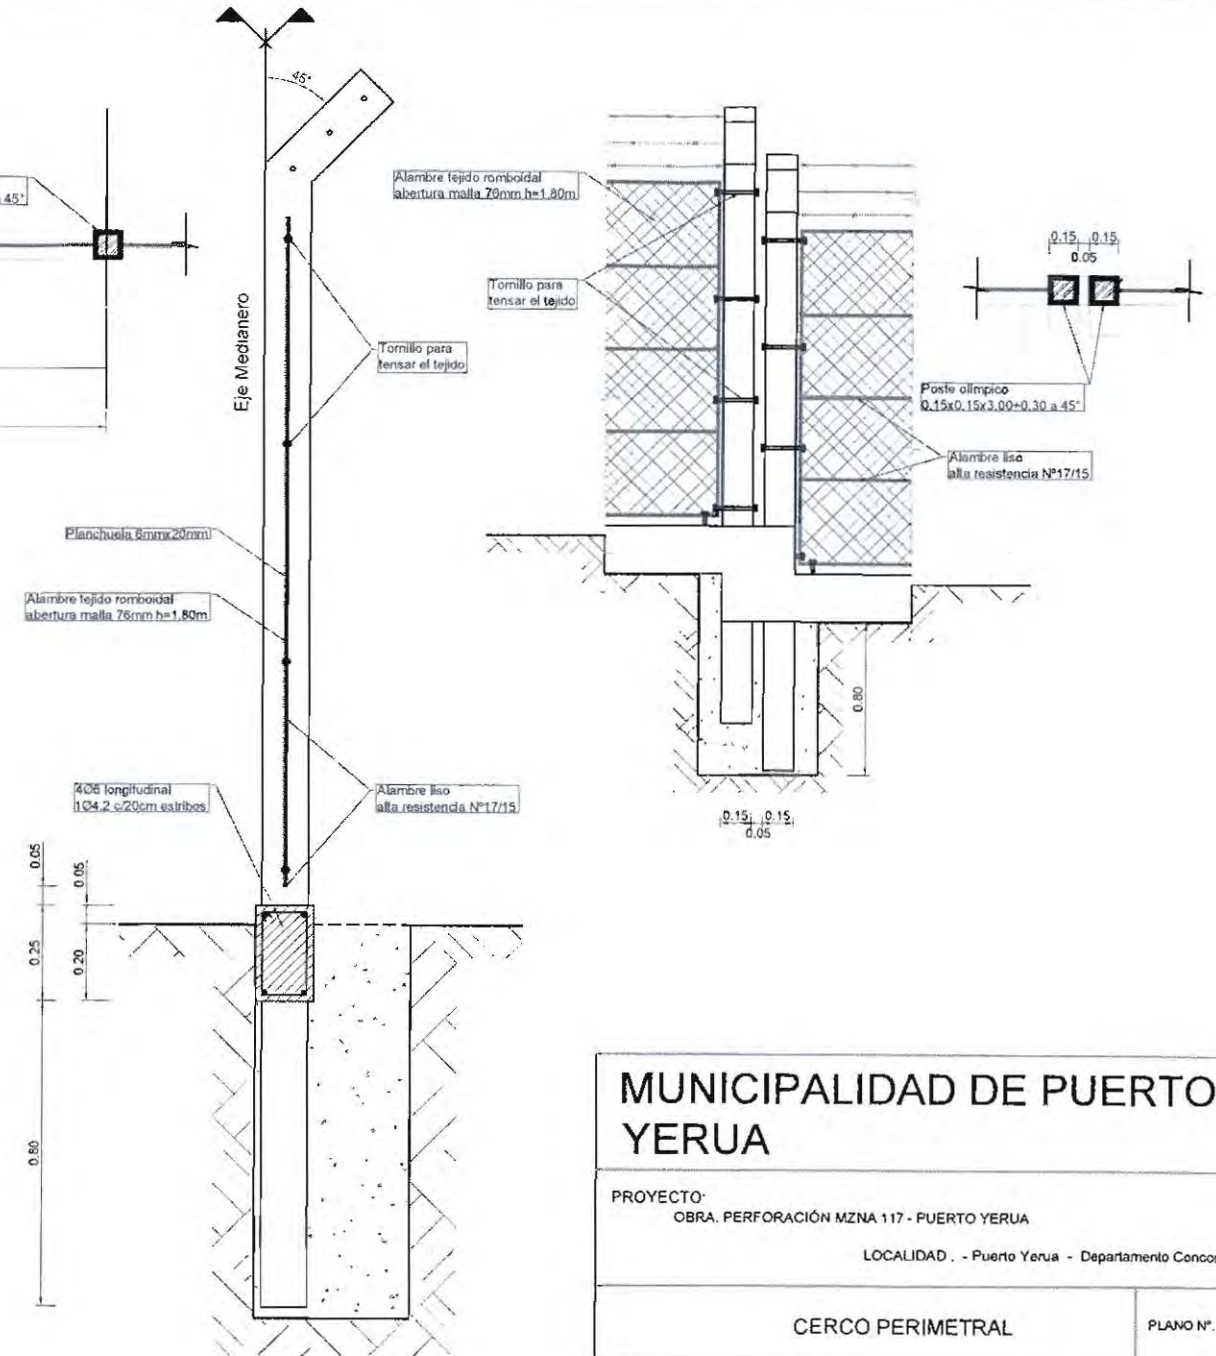 45°
a 45°
Alambre tejido romboidal
abertura malla 76mm h=1.80m
Tornillo para
tensar el tejido
Eje Medianero
Tornillo para
tensar el tejido
0.15 0.15
0.05
Poste olímpico
0.15x0.15x3.00+0.30 a 45°
Alambre liso
alta resistencia N°17/15
Planchuela 6mmx20mm
Alambre tejido romboidal
abertura malla 76mm h=1.80m
0.80
4Ø6 longitudinal
1Ø4.2 c/20cm estribos
Alambre liso
alta resistencia N°17/15
0.15 0.15
0.05
0.05
0.05
0.25
0.20
0.80
MUNICIPALIDAD DE PUERTO
YERUA
PROYECTO:
OBRA. PERFORACIÓN MZNA 117 - PUERTO YERUA
LOCALIDAD . - Puerto Yerua - Departamento Concor
CERCO PERIMETRAL
PLANO N°.